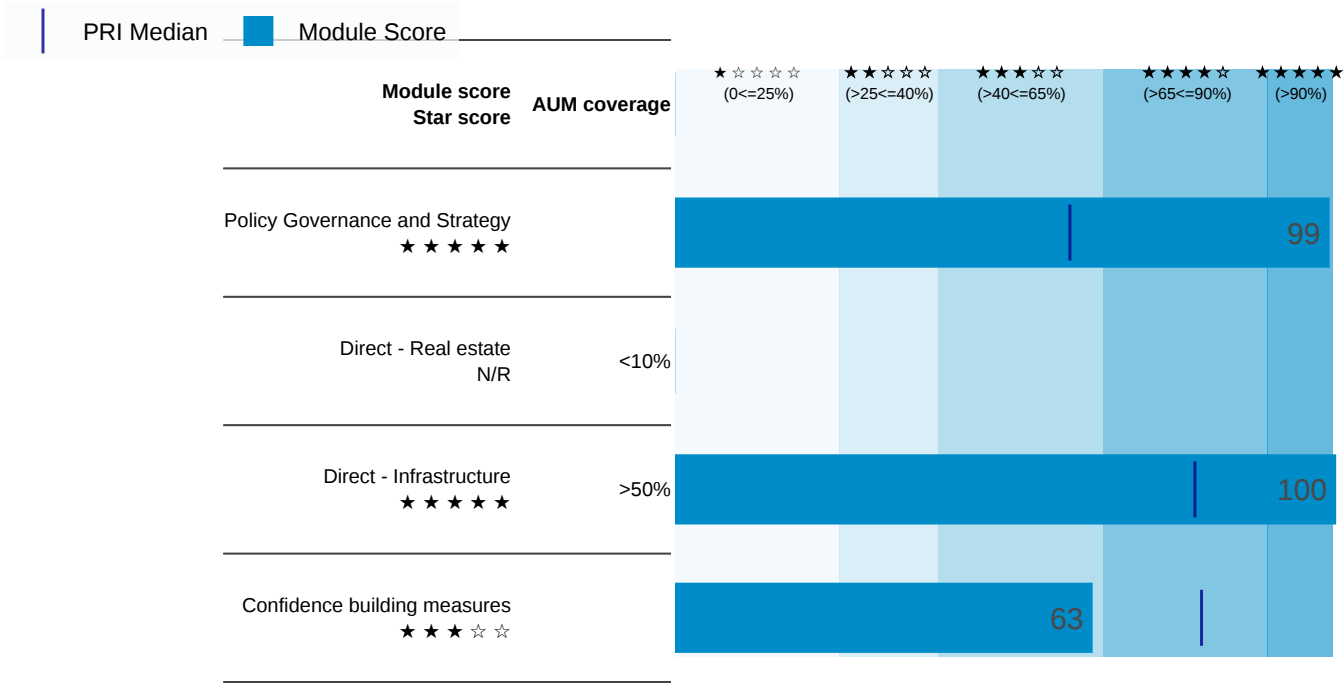 PRI Median Module Score
★☆☆☆☆ ★★☆☆☆ ★★★☆☆ ★★★★☆ ★★★★★
Module score AUM coverage (0<=25%) (>25<=40%) (>40<=65%) (>65<=90%) (>90%)
Star score
Policy Governance and Strategy
★★★★★
99
Direct - Real estate
N/R
<10%
Direct - Infrastructure
★★★★★
>50%
100
Confidence building measures
★★★☆☆
63